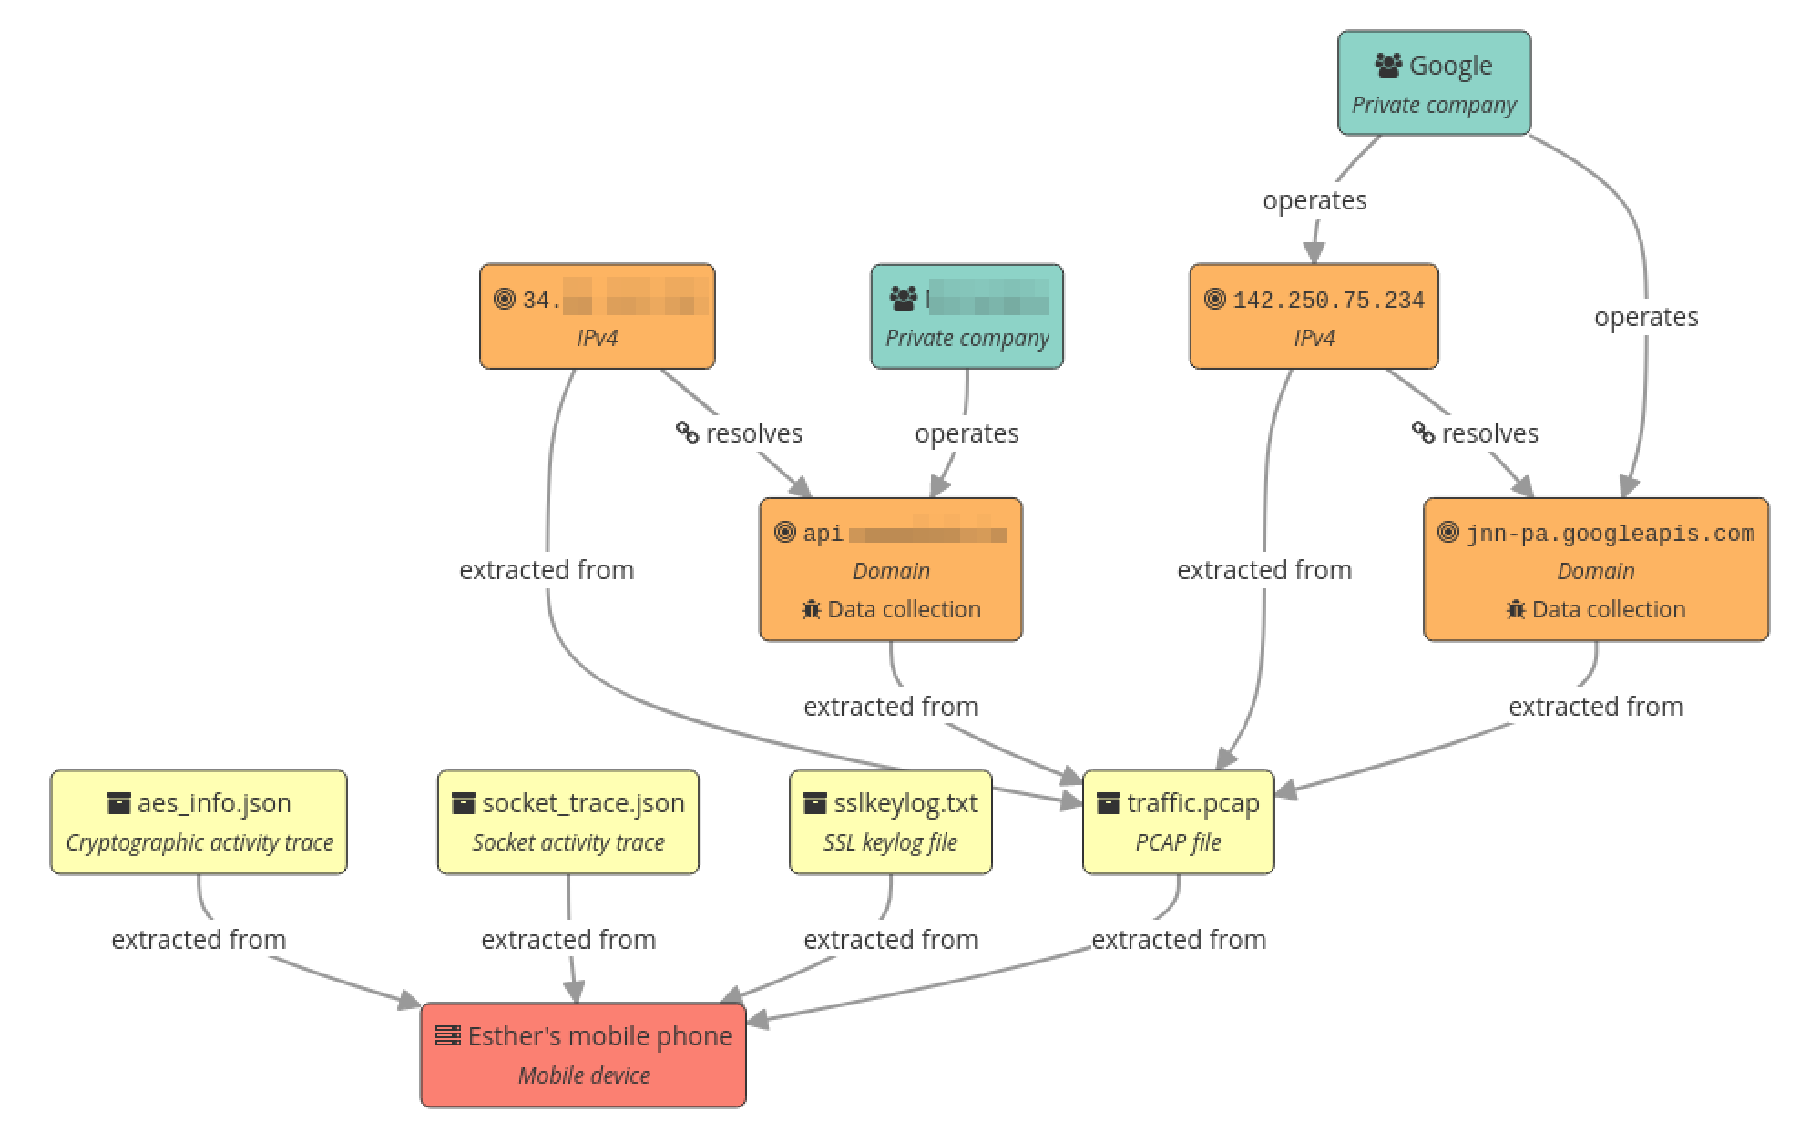 Google
Private company
operates
34.
IPv4
Private company
142.250.75.234
IPv4
operates
resolves
operates
resolves
api
Domain
Data collection
jnn-pa.googleapis.com
Domain
Data collection
extracted from
extracted from
extracted from
extracted from
aes_info.json
Cryptographic activity trace
socket_trace.json
Socket activity trace
sslkeylog.txt
SSL keylog file
traffic.pcap
PCAP file
extracted from
extracted from
extracted from
extracted from
Esther's mobile phone
Mobile device